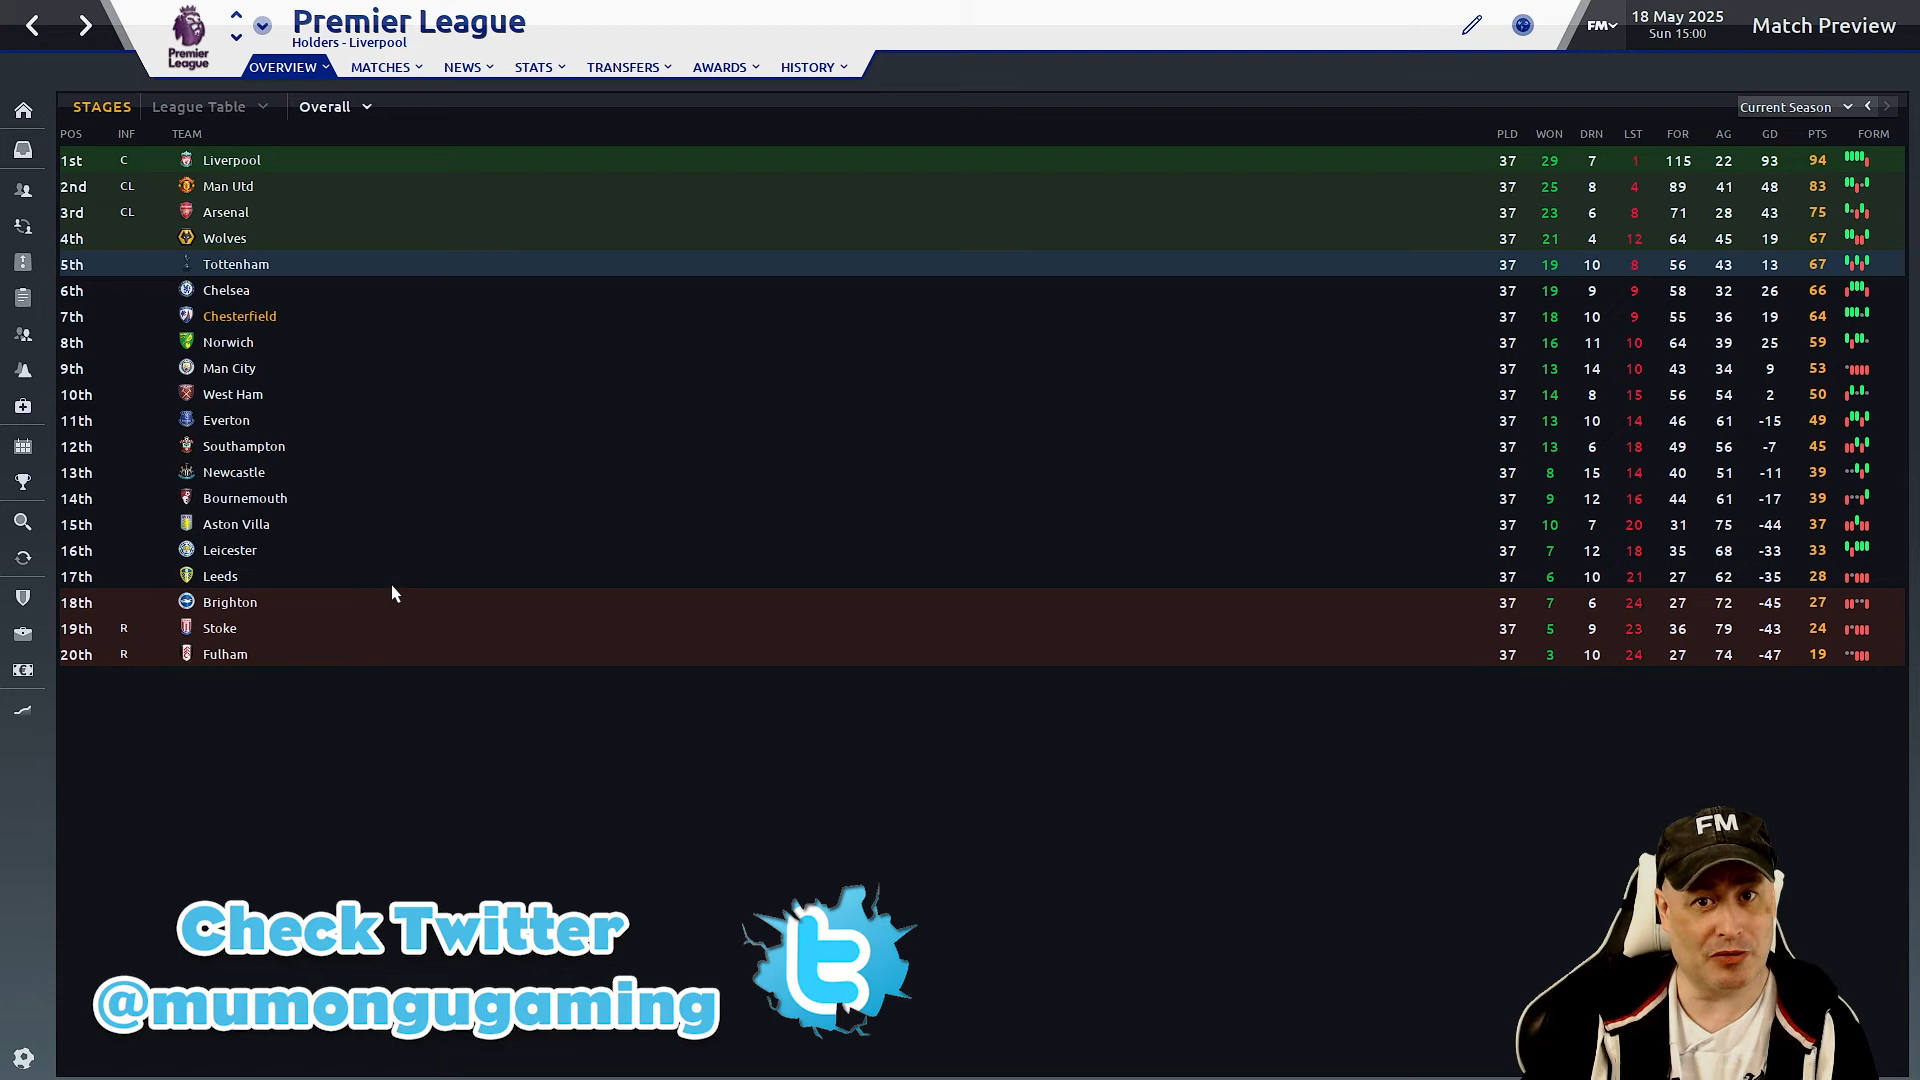 Premier League
Holders - Liverpool
Premier League
FM
18 May 2025
Sun 15:00
Match Preview
OVERVIEW MATCHES NEWS STATS TRANSFERS AWARDS HISTORY
STAGES League Table Overall Current Season
POS INF TEAM PLD WON DRN LST FOR AG GD PTS FORM
1st C Liverpool 37 29 7 1 115 22 93 94
2nd CL Man Utd 37 25 8 4 89 41 48 83
3rd CL Arsenal 37 23 6 8 71 28 43 75
4th Wolves 37 21 4 12 64 45 19 67
5th Tottenham 37 19 10 8 56 43 13 67
6th Chelsea 37 19 9 9 58 32 26 66
7th Chesterfield 37 18 10 9 55 36 19 64
8th Norwich 37 16 11 10 64 39 25 59
9th Man City 37 13 14 10 43 34 9 53
10th West Ham 37 14 8 15 56 54 2 50
11th Everton 37 13 10 14 46 61 -15 49
12th Southampton 37 13 6 18 49 56 -7 45
13th Newcastle 37 8 15 14 40 51 -11 39
14th Bournemouth 37 9 12 16 44 61 -17 39
15th Aston Villa 37 10 7 20 31 75 -44 37
16th Leicester 37 7 12 18 35 68 -33 33
17th Leeds 37 6 10 21 27 62 -35 28
18th Brighton 37 7 6 24 27 72 -45 27
19th R Stoke 37 5 9 23 36 79 -43 24
20th R Fulham 37 3 10 24 27 74 -47 19
Check Twitter
@mumongugaming
t
FM